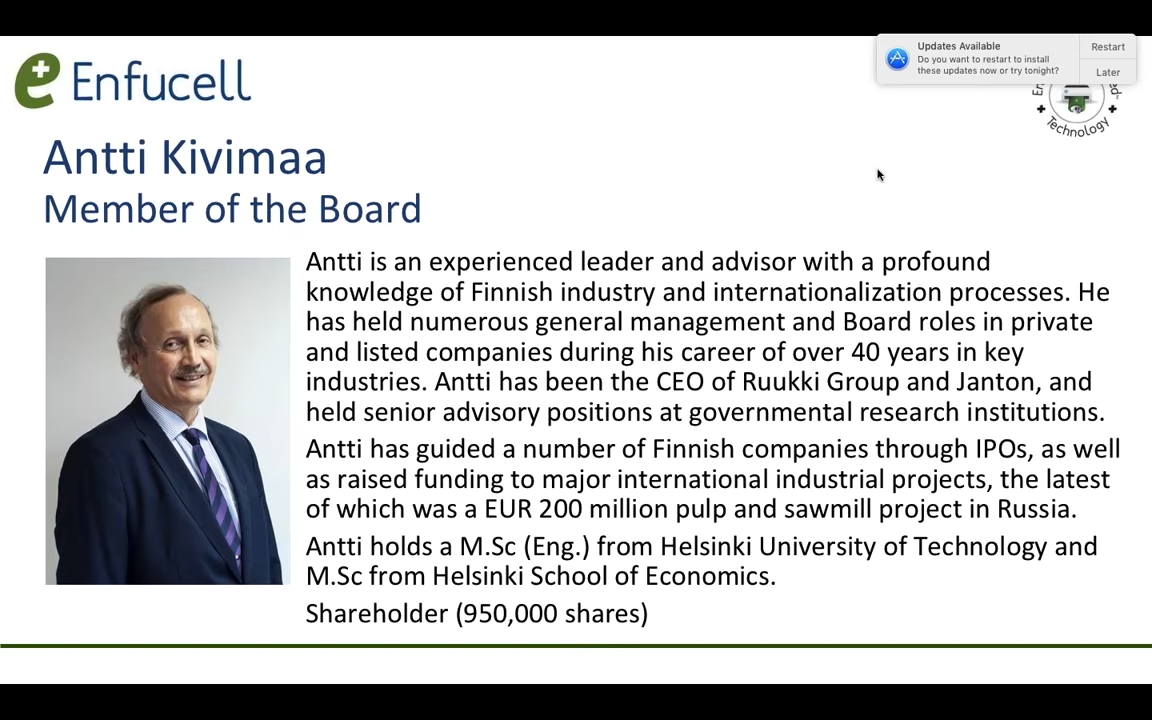 Enfucell
Updates Available
Do you want to restart to install
these updates now or try tonight?
Restart
Later
Technology
Antti Kivimaa
Member of the Board
Antti is an experienced leader and advisor with a profound
knowledge of Finnish industry and internationalization processes. He
has held numerous general management and Board roles in private
and listed companies during his career of over 40 years in key
industries. Antti has been the CEO of Ruukki Group and Janton, and
held senior advisory positions at governmental research institutions.
Antti has guided a number of Finnish companies through IPOs, as well
as raised funding to major international industrial projects, the latest
of which was a EUR 200 million pulp and sawmill project in Russia.
Antti holds a M.Sc (Eng.) from Helsinki University of Technology and
M.Sc from Helsinki School of Economics.
Shareholder (950,000 shares)